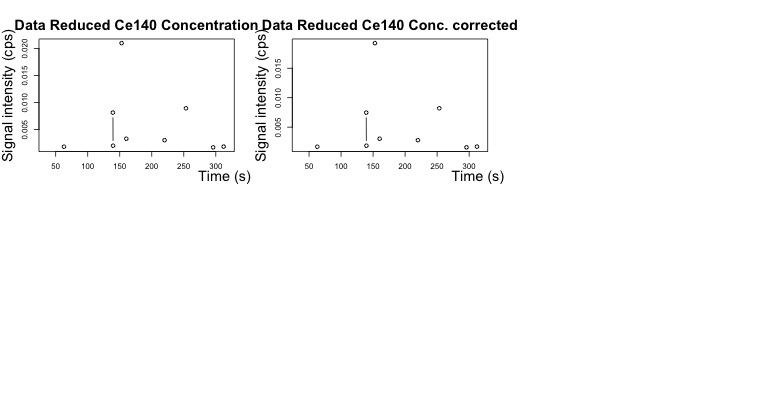 Data Reduced Ce140 Concentration
Signal intensity (cps)
0.005 0.010 0.015 0.020
50 100 150 200 250 300
Time (s)
Data Reduced Ce140 Conc. corrected
Signal intensity (cps)
0.005 0.010 0.015
50 100 150 200 250 300
Time (s)